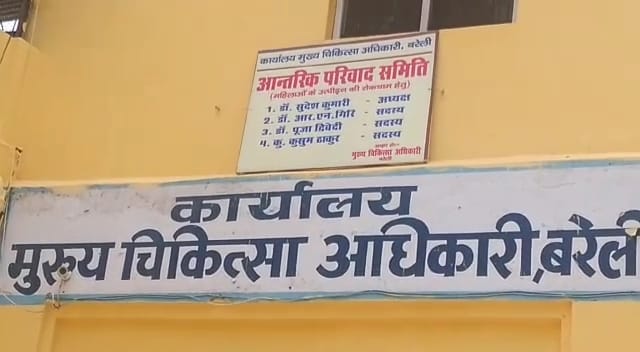 कार्यालय मुख्य चिकित्सा अधिकारी, बरेली
आन्तरिक परिवाद समिति
(महिलाओं के उत्पीड़न की रोकथाम हेतु)
1. डॉ. सुदेश कुमारी - अध्यक्ष
2. डॉ. आर.एन.गिरि - सदस्य
3. डॉ. पूजा द्विवेदी - सदस्य
4. कु. कुसुम ठाकुर - सदस्य
मुख्य चिकित्सा अधिकारी
बरेली
कार्यालय
मुख्य चिकित्सा अधिकारी, बरेली